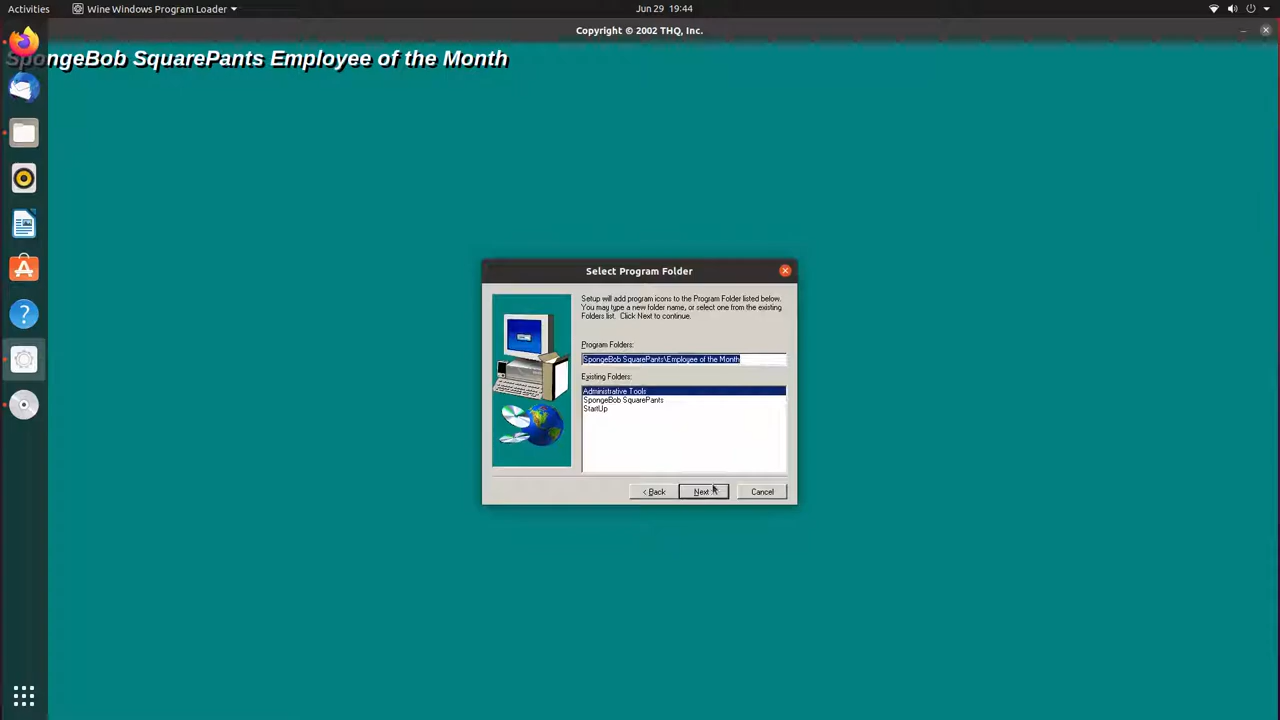 Activities
Wine Windows Program Loader
Jun 29 19:44
Copyright © 2002 THQ, Inc.
SpongeBob SquarePants Employee of the Month
Select Program Folder
Setup will add program icons to the Program Folder listed below.
You may type a new folder name, or select one from the existing
Folders list. Click Next to continue.
Program Folders:
SpongeBob SquarePants\Employee of the Month
Existing Folders:
Administrative Tools
SpongeBob SquarePants
StartUp
< Back
Next >
Cancel